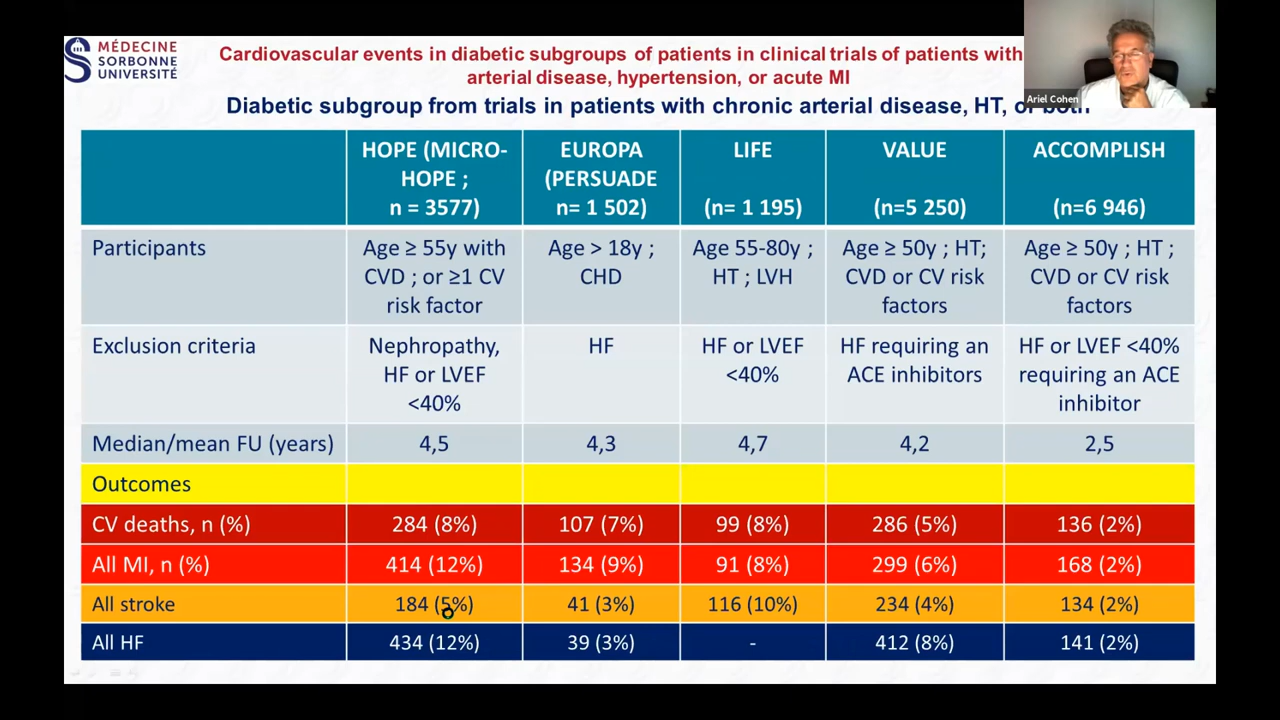 MÉDECINE
SORBONNE
UNIVERSITÉ
Cardiovascular events in diabetic subgroups of patients in clinical trials of patients with
arterial disease, hypertension, or acute MI
Diabetic subgroup from trials in patients with chronic arterial disease, HT, or both
Ariel Cohen
HOPE (MICRO-
HOPE ;
n = 3577)
EUROPA
(PERSUADE
n= 1 502)
LIFE
(n= 1 195)
VALUE
(n=5 250)
ACCOMPLISH
(n=6 946)
Participants
Age ≥ 55y with
CVD ; or ≥1 CV
risk factor
Age > 18y ;
CHD
Age 55-80y ;
HT ; LVH
Age ≥ 50y ; HT;
CVD or CV risk
factors
Age ≥ 50y ; HT ;
CVD or CV risk
factors
Exclusion criteria
Nephropathy,
HF or LVEF
<40%
HF
HF or LVEF
<40%
HF requiring an
ACE inhibitors
HF or LVEF <40%
requiring an ACE
inhibitor
Median/mean FU (years)
4,5
4,3
4,7
4,2
2,5
Outcomes
CV deaths, n (%)
284 (8%)
107 (7%)
99 (8%)
286 (5%)
136 (2%)
All MI, n (%)
414 (12%)
134 (9%)
91 (8%)
299 (6%)
168 (2%)
All stroke
184 (5%)
41 (3%)
116 (10%)
234 (4%)
134 (2%)
All HF
434 (12%)
39 (3%)
-
412 (8%)
141 (2%)